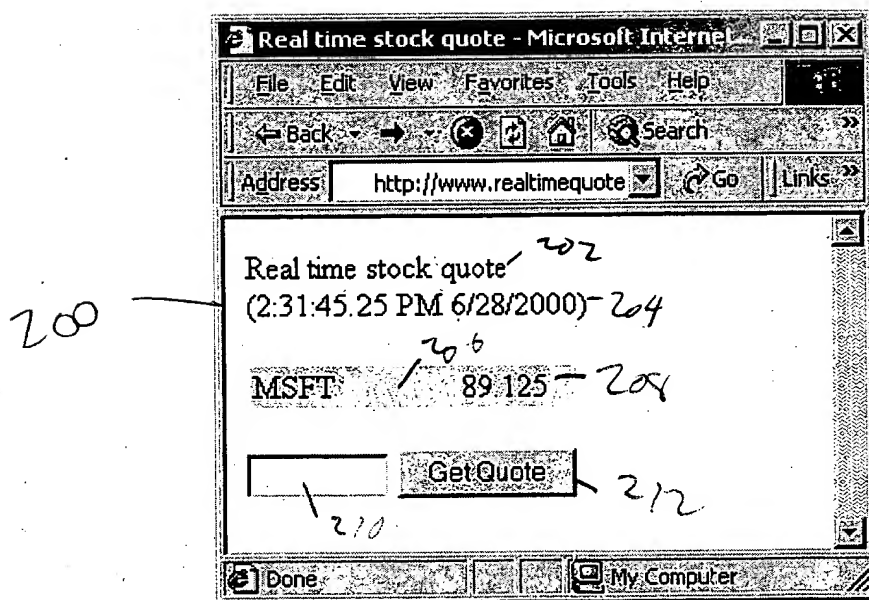 Real time stock quote - Microsoft Internet...
File Edit View Favorites Tools Help
Back Search »
Address http://www.realtimequote Go Links »
Real time stock quote 202
(2:31:45.25 PM 6/28/2000) 204
200
206
MSFT 89.125 208
Get Quote 212
210
Done My Computer